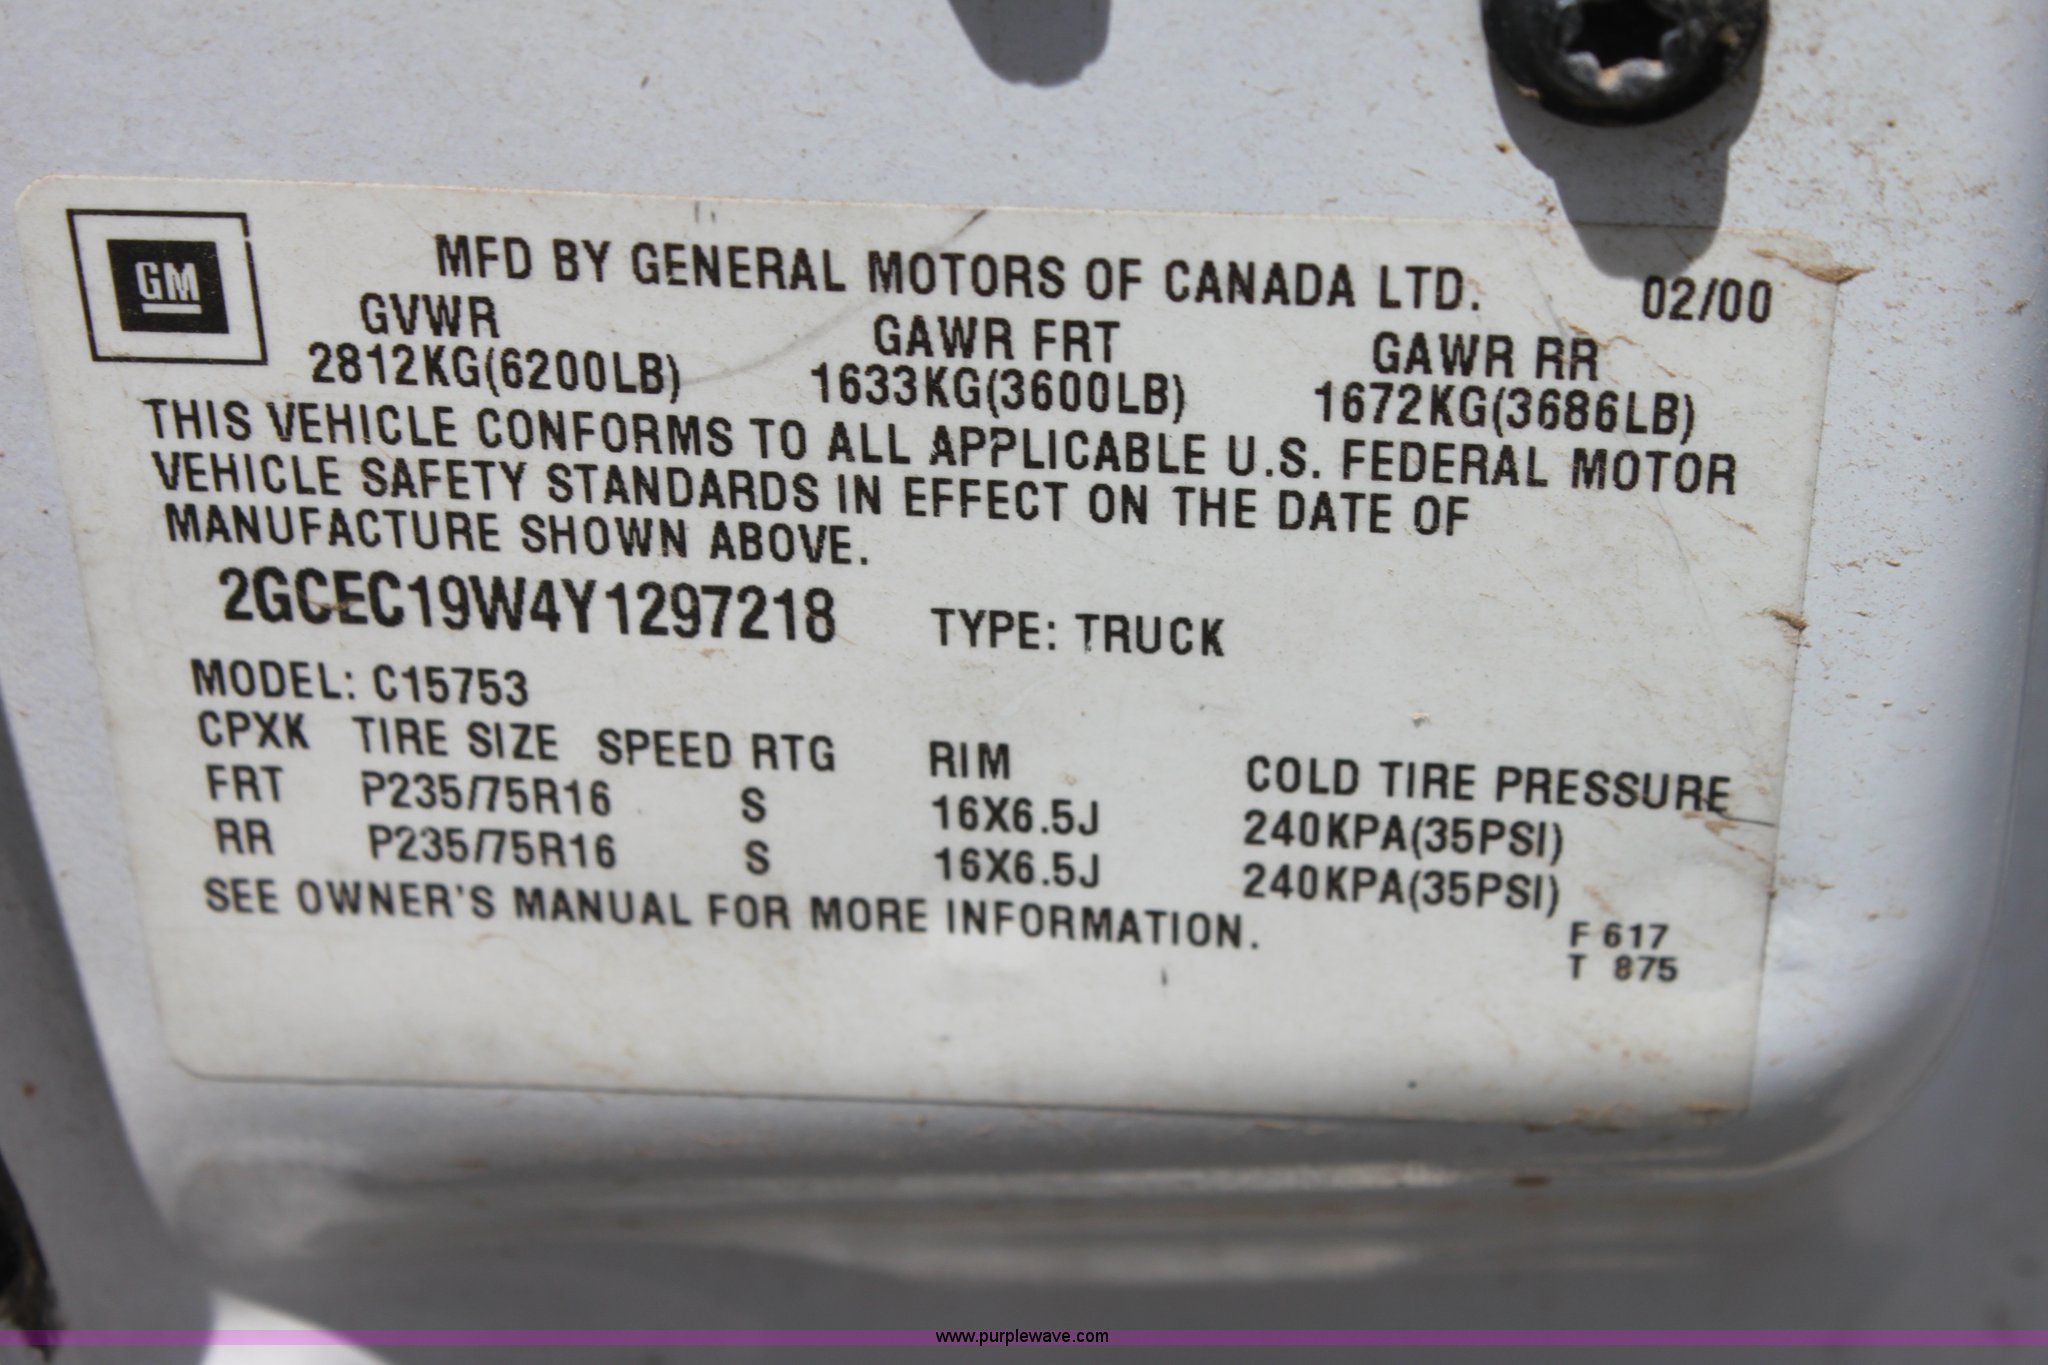 GM
MFD BY GENERAL MOTORS OF CANADA LTD. 02/00
GVWR GAWR FRT GAWR RR
2812KG(6200LB) 1633KG(3600LB) 1672KG(3686LB)
THIS VEHICLE CONFORMS TO ALL APPLICABLE U.S. FEDERAL MOTOR
VEHICLE SAFETY STANDARDS IN EFFECT ON THE DATE OF
MANUFACTURE SHOWN ABOVE.
2GCEC19W4Y1297218 TYPE: TRUCK
MODEL: C15753
CPXK TIRE SIZE SPEED RTG RIM COLD TIRE PRESSURE
FRT P235/75R16 S 16X6.5J 240KPA(35PSI)
RR P235/75R16 S 16X6.5J 240KPA(35PSI)
SEE OWNER'S MANUAL FOR MORE INFORMATION.
F 617
T 875
www.purplewave.com